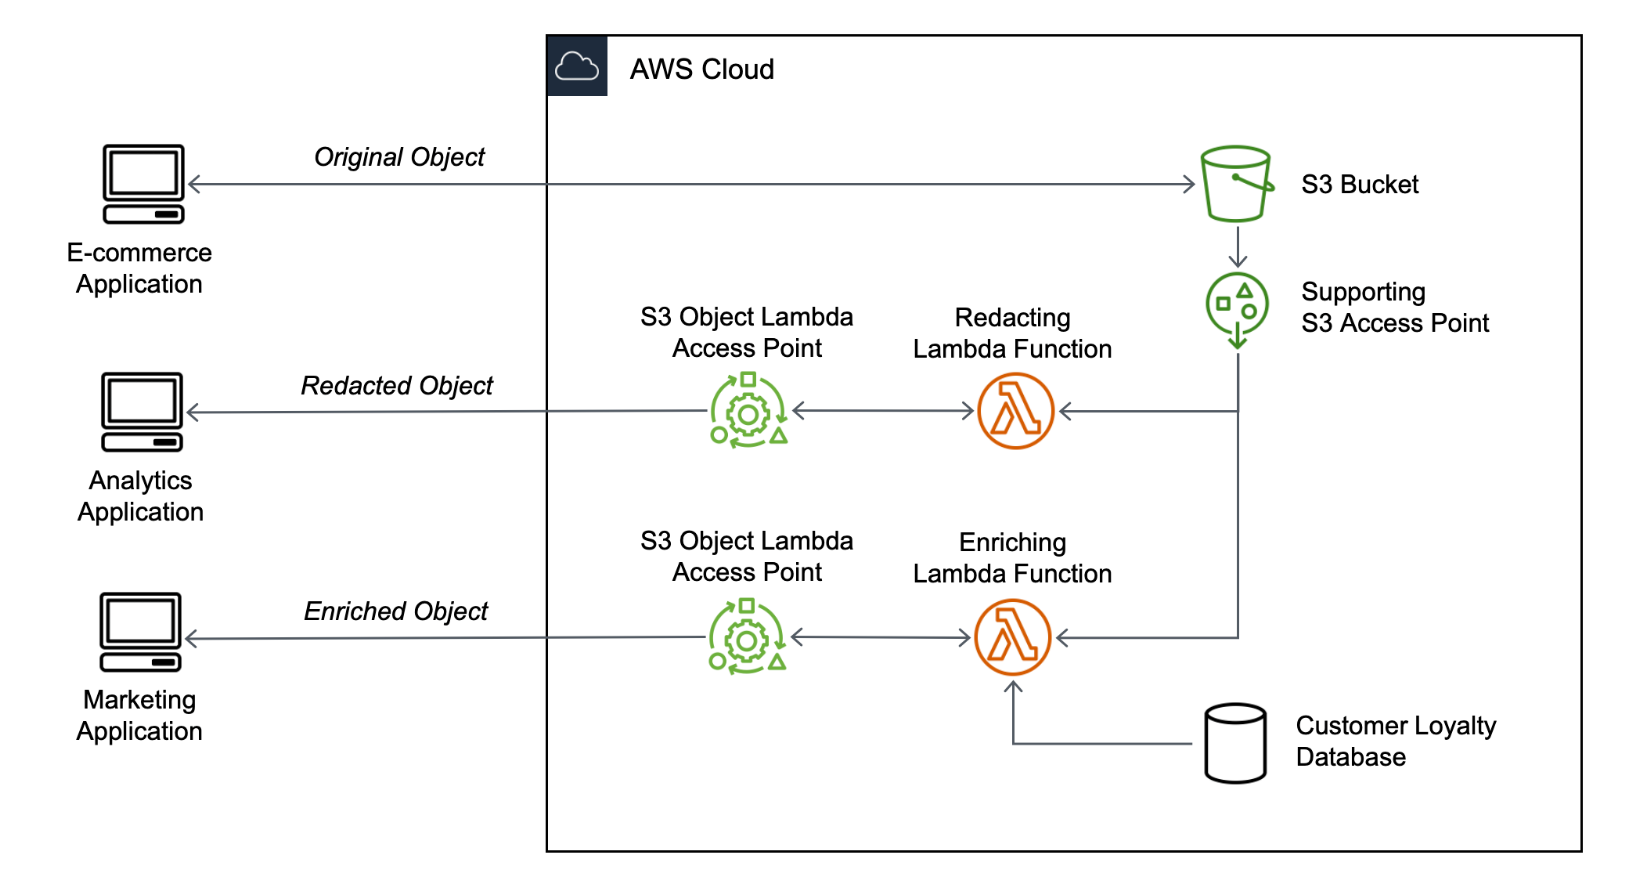 AWS Cloud
Original Object
S3 Bucket
E-commerce
Application
Supporting
S3 Access Point
S3 Object Lambda
Access Point
Redacting
Lambda Function
Redacted Object
Analytics
Application
S3 Object Lambda
Access Point
Enriching
Lambda Function
Enriched Object
Marketing
Application
Customer Loyalty
Database